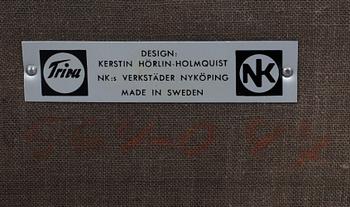 Triva
DESIGN:
KERSTIN HÖRLIN-HOLMQUIST
NK:s VERKSTÄDER NYKÖPING
MADE IN SWEDEN
NK